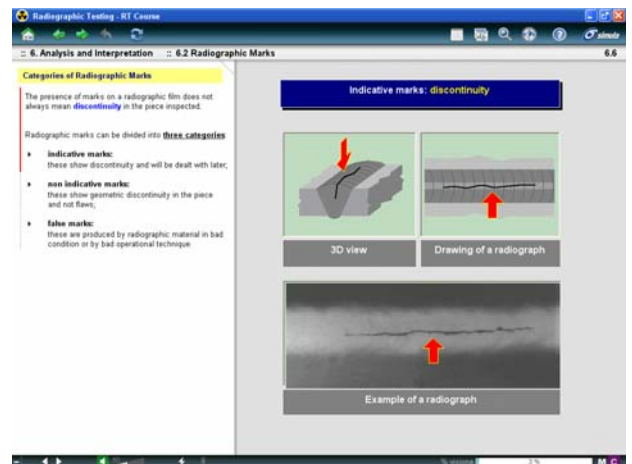 Radiographic Testing - RT Course
simuts
:: 6. Analysis and Interpretation :: 6.2 Radiographic Marks 6.6
Categories of Radiographic Marks
The presence of marks on a radiographic film does not
always mean discontinuity in the piece inspected.
Radiographic marks can be divided into three categories:
indicative marks:
these show discontinuity and will be dealt with later;
non indicative marks:
these show geometric discontinuity in the piece
and not flaws;
false marks:
these are produced by radiographic material in bad
condition or by bad operational technique
Indicative marks: discontinuity
3D view
Drawing of a radiograph
Example of a radiograph
M C